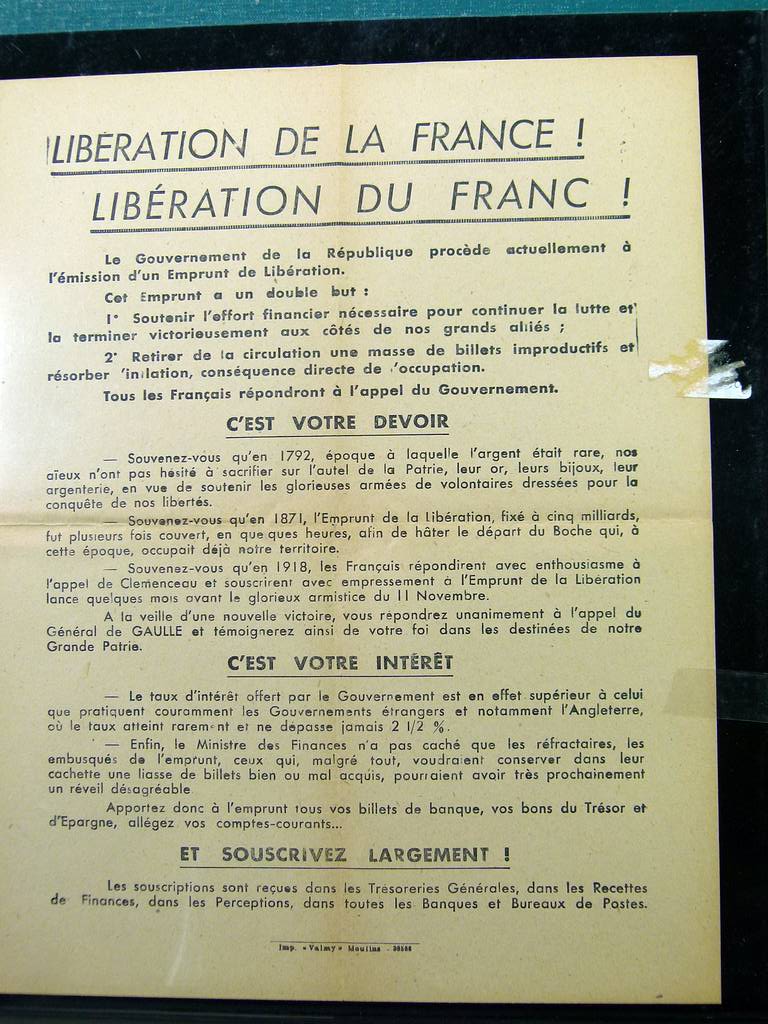 LIBÉRATION DE LA FRANCE !
LIBÉRATION DU FRANC !
Le Gouvernement de la République procède actuellement à
l'émission d'un Emprunt de Libération.
Cet Emprunt a un double but :
1° Soutenir l'effort financier nécessaire pour continuer la lutte et
la terminer victorieusement aux côtés de nos grands alliés ;
2° Retirer de la circulation une masse de billets improductifs et
résorber 'inflation, conséquence directe de l'occupation.
Tous les Français répondront à l'appel du Gouvernement.
C'EST VOTRE DEVOIR
— Souvenez-vous qu'en 1792, époque à laquelle l'argent était rare, nos
aïeux n'ont pas hésité à sacrifier sur l'autel de la Patrie, leur or, leurs bijoux, leur
argenterie, en vue de soutenir les glorieuses armées de volontaires dressées pour la
conquête de nos libertés.
— Souvenez-vous qu'en 1871, l'Emprunt de la Libération, fixé à cinq milliards,
fut plusieurs fois couvert, en que ques heures, afin de hâter le départ du Boche qui, à
cette époque, occupait déjà notre territoire.
— Souvenez-vous qu'en 1918, les Français répondirent avec enthousiasme à
l'appel de Clemenceau et souscrirent avec empressement à l'Emprunt de la Libération
lancé quelques mois avant le glorieux armistice du 11 Novembre.
A la veille d'une nouvelle victoire, vous répondrez unanimement à l'appel du
Général de GAULLE et témoignerez ainsi de votre foi dans les destinées de notre
Grande Patrie.
C'EST VOTRE INTÉRÊT
— Le taux d'intérêt offert par le Gouvernement est en effet supérieur à celui
que pratiquent couramment les Gouvernements étrangers et notamment l'Angleterre,
où le taux atteint rarement et ne dépasse jamais 2 1/2 %.
— Enfin, le Ministre des Finances n'a pas caché que les réfractaires, les
embusqués de l'emprunt, ceux qui, malgré tout, voudraient conserver dans leur
cachette une liasse de billets bien ou mal acquis, pourraient avoir très prochainement
un réveil désagréable
Apportez donc à l'emprunt tous vos billets de banque, vos bons du Trésor et
d'Epargne, allégez vos comptes-courants...
ET SOUSCRIVEZ LARGEMENT !
Les souscriptions sont reçues dans les Trésoreries Générales, dans les Recettes
de Finances, dans les Perceptions, dans toutes les Banques et Bureaux de Postes.
Imp. « Valmy » Moulins -